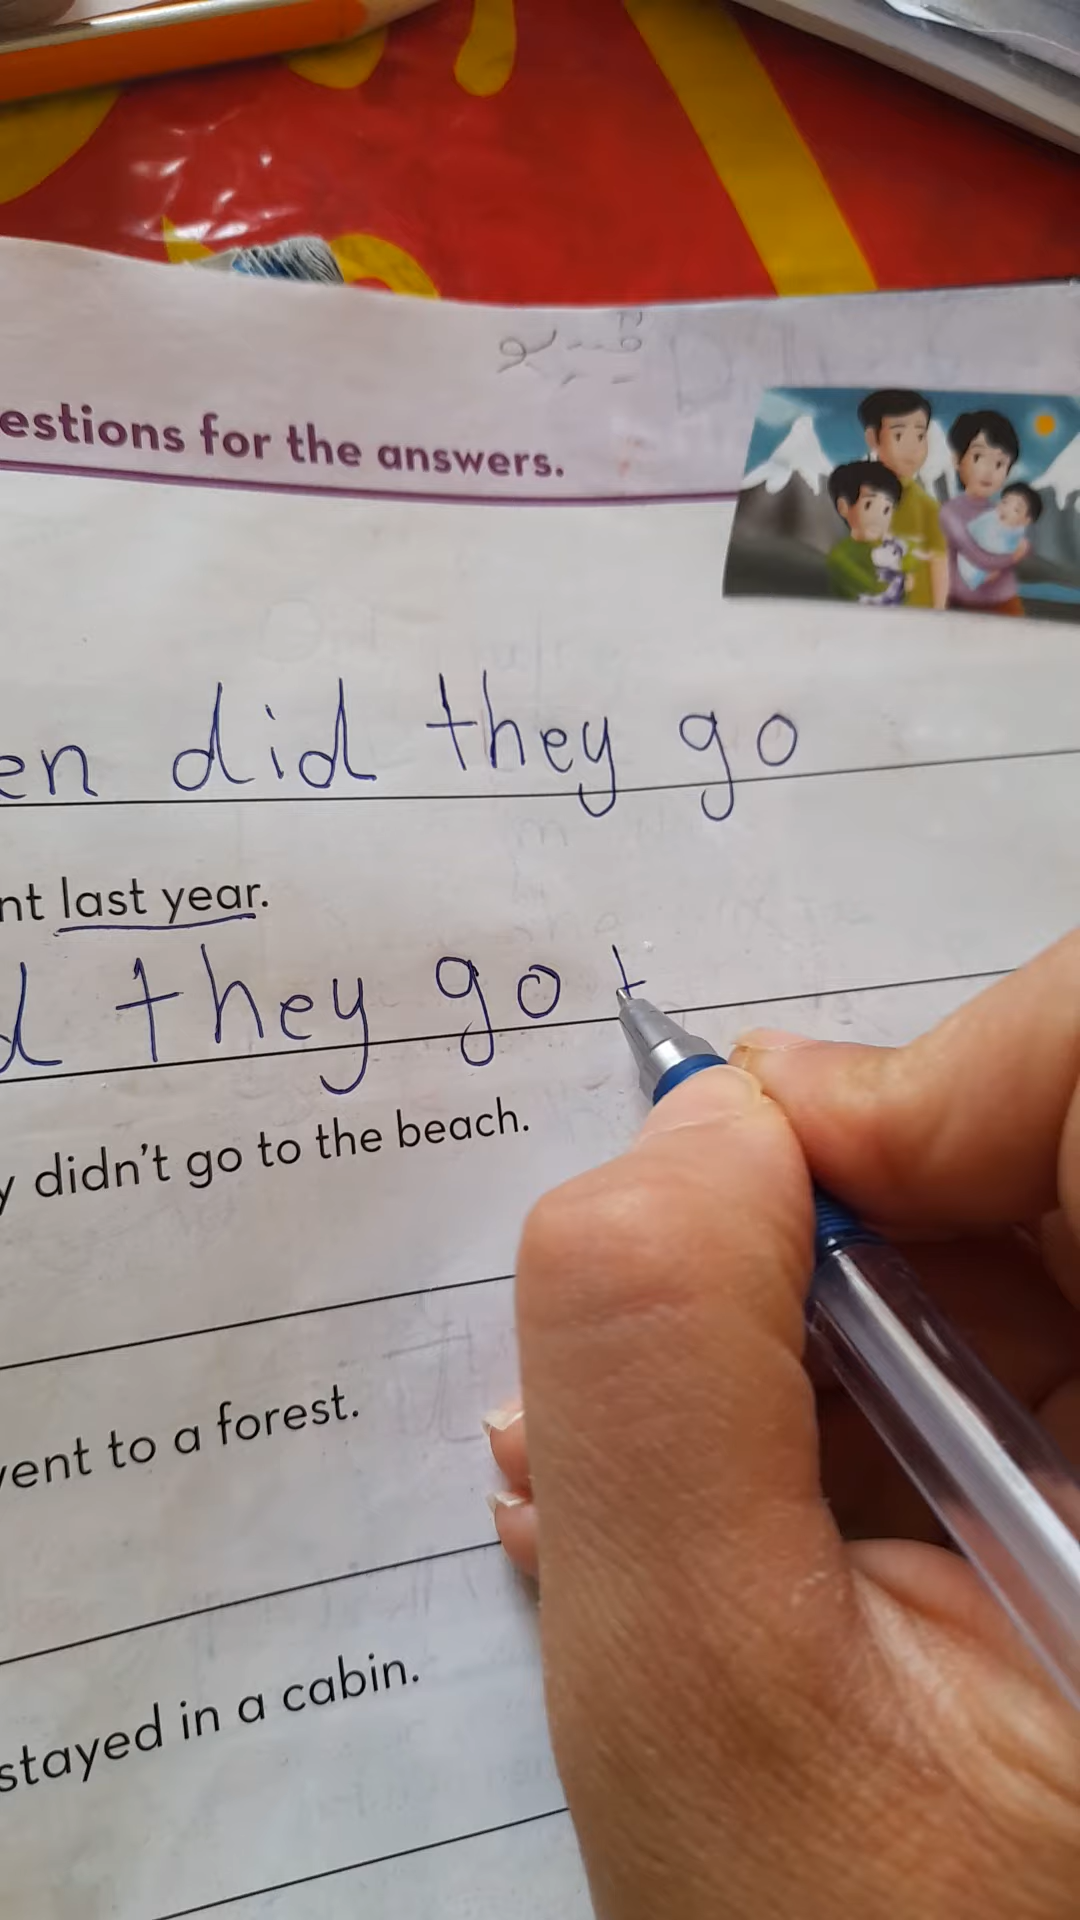 estions for the answers.
en did they go
nt last year.
d they go t
y didn't go to the beach.
ent to a forest.
stayed in a cabin.